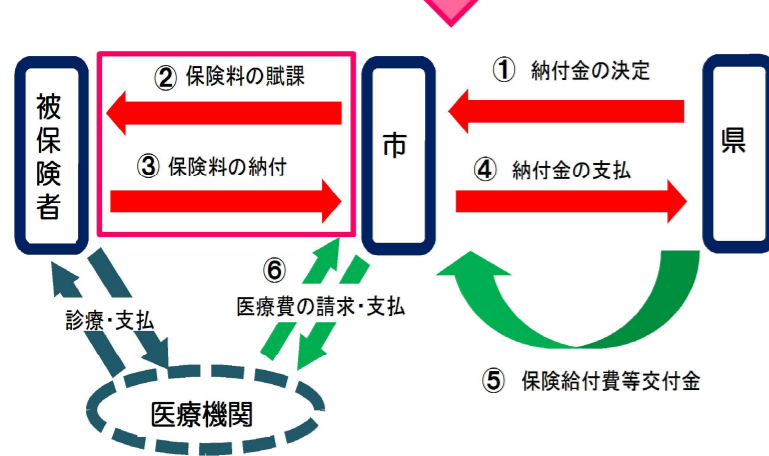 ② 保険料の賦課
① 納付金の決定
被保険者
市
県
③ 保険料の納付
④ 納付金の支払
⑥
医療費の請求・支払
診療・支払
⑤ 保険給付費等交付金
医療機関